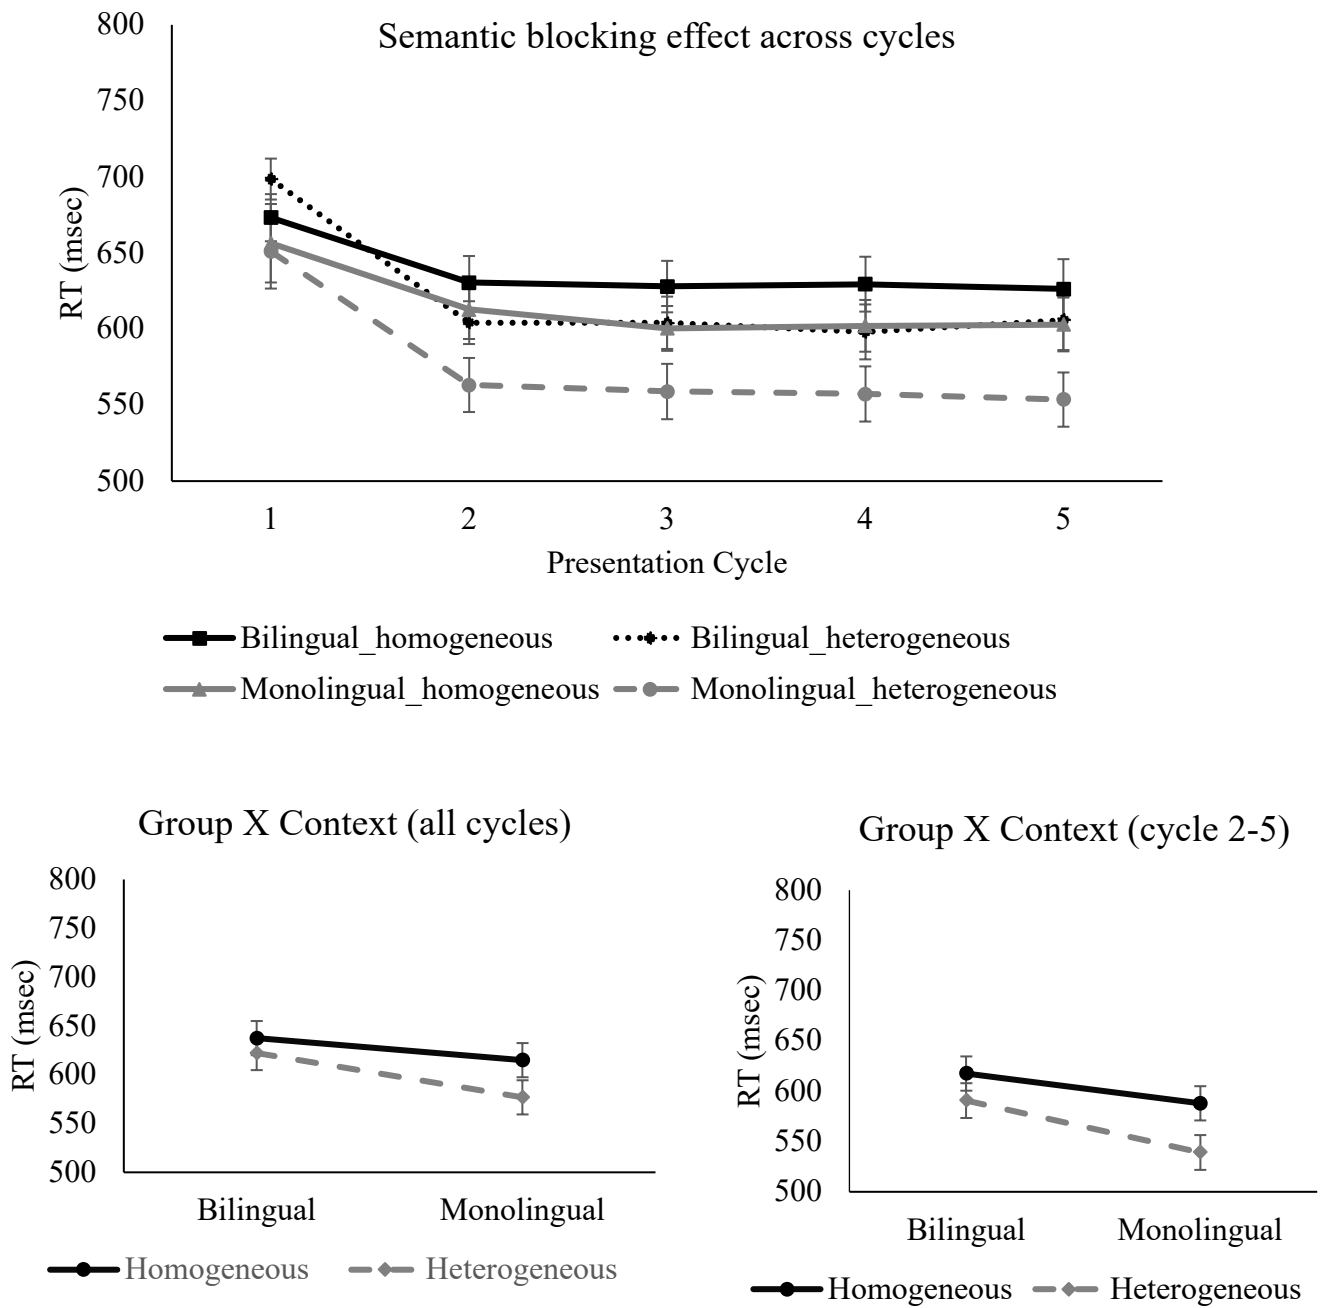 Semantic blocking effect across cycles
800
750
700
650
600
550
500
RT (msec)
1 2 3 4 5
Presentation Cycle
Bilingual_homogeneous Bilingual_heterogeneous
Monolingual_homogeneous Monolingual_heterogeneous
Group X Context (all cycles)
800
750
700
650
600
550
500
RT (msec)
Bilingual Monolingual
Homogeneous Heterogeneous
Group X Context (cycle 2-5)
800
750
700
650
600
550
500
RT (msec)
Bilingual Monolingual
Homogeneous Heterogeneous